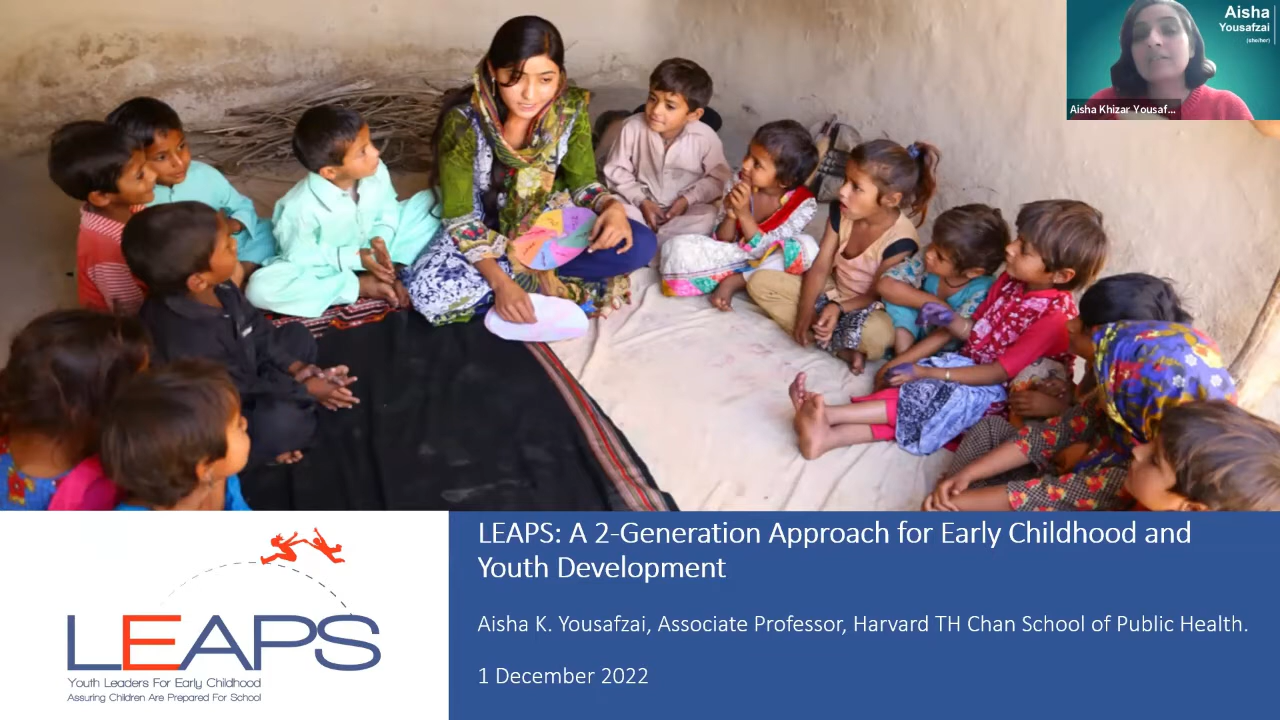 Aisha
Yousafzai
(she/her)
Aisha Khizar Yousaf...
LEAPS: A 2-Generation Approach for Early Childhood and
Youth Development
Aisha K. Yousafzai, Associate Professor, Harvard TH Chan School of Public Health.
1 December 2022
LEAPS
Youth Leaders For Early Childhood
Assuring Children Are Prepared For School